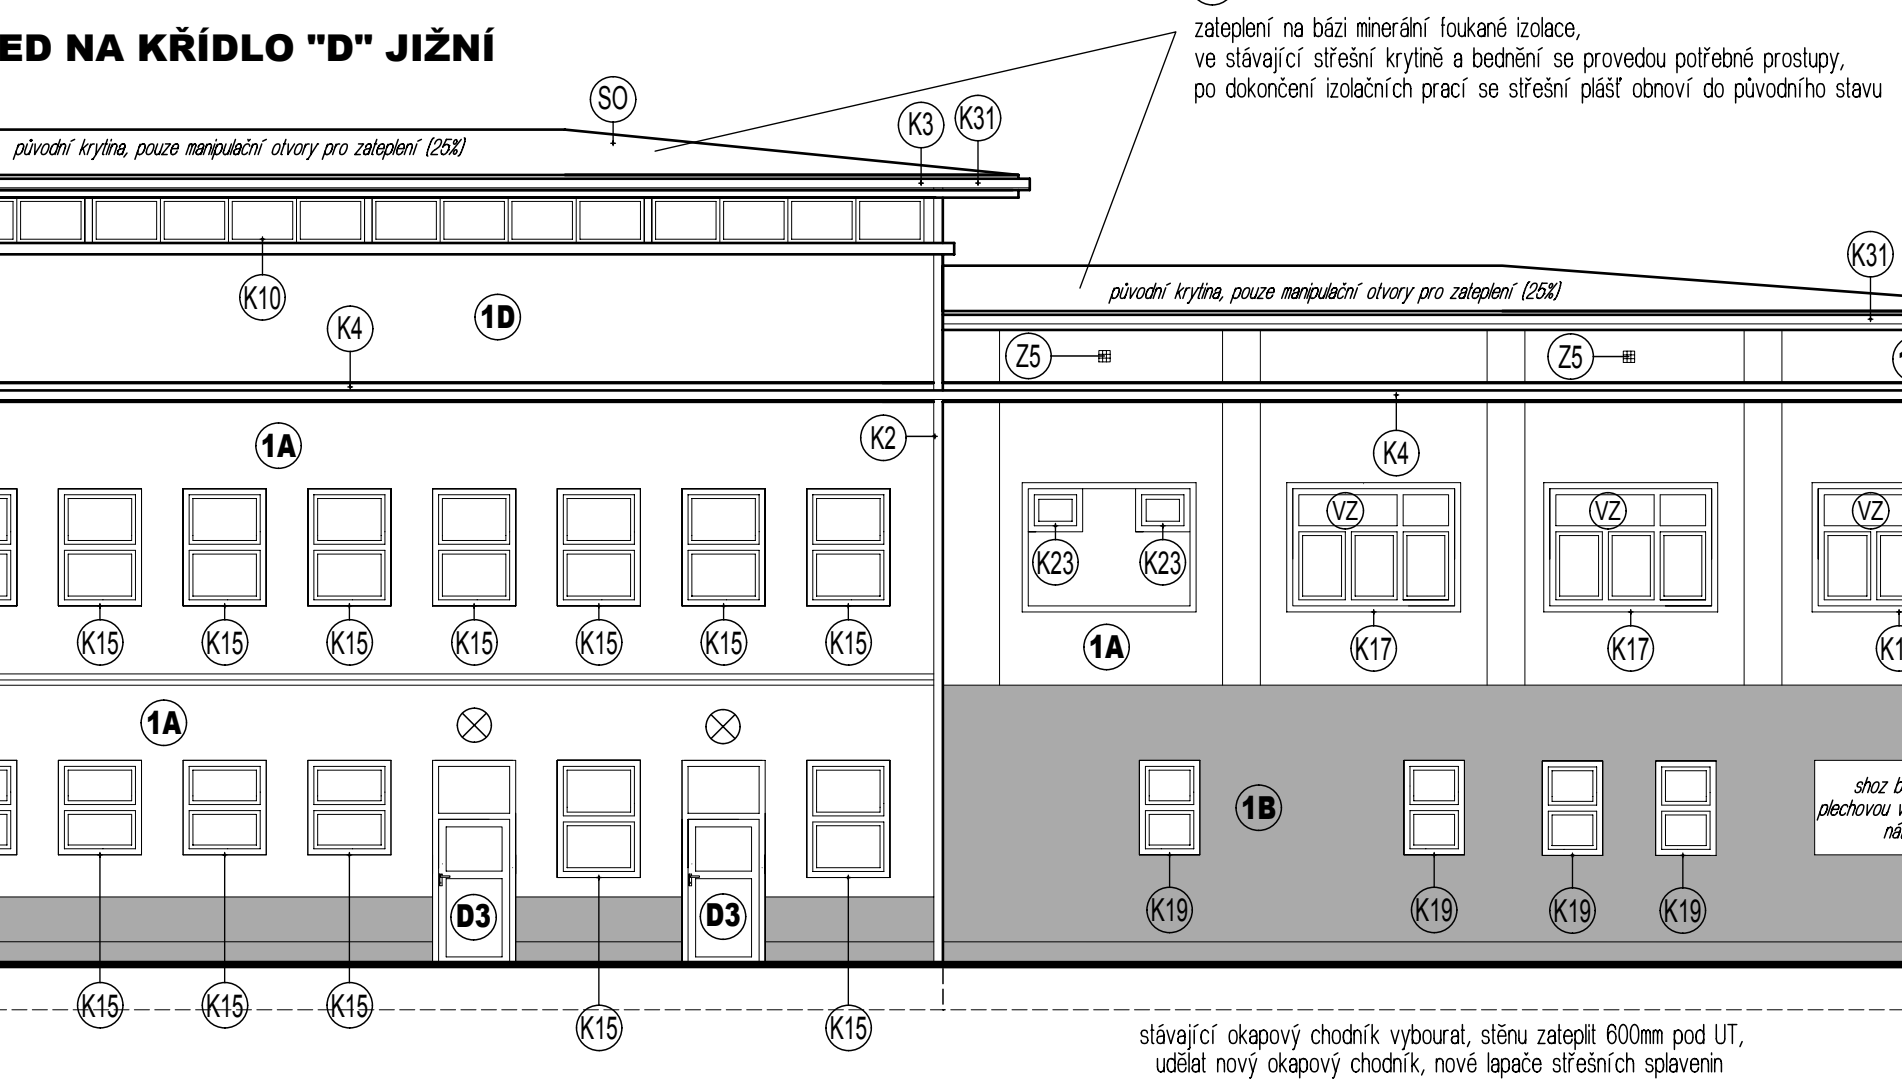 ED NA KŘÍDLO "D" JIŽNÍ
zateplení na bázi minerální foukané izolace,
ve stávající střešní krytině a bednění se provedou potřebné prostupy,
po dokončení izolačních prací se střešní plášť obnoví do původního stavu
SO
K3 K31
původní krytina, pouze manipulační otvory pro zateplení (25%)
K31
K10 1D
původní krytina, pouze manipulační otvory pro zateplení (25%)
K4
Z5 Z5
1A K2 K4
VZ VZ VZ
K23 K23
K15 K15 K15 K15 K15 K15 K15
1A K17 K17
1A
shoz b
plechovou v
1B
D3 D3
K19 K19 K19 K19
K15 K15 K15 K15 K15
stávající okapový chodník vybourat, stěnu zateplit 600mm pod UT,
udělat nový okapový chodník, nové lapače střešních splavenin